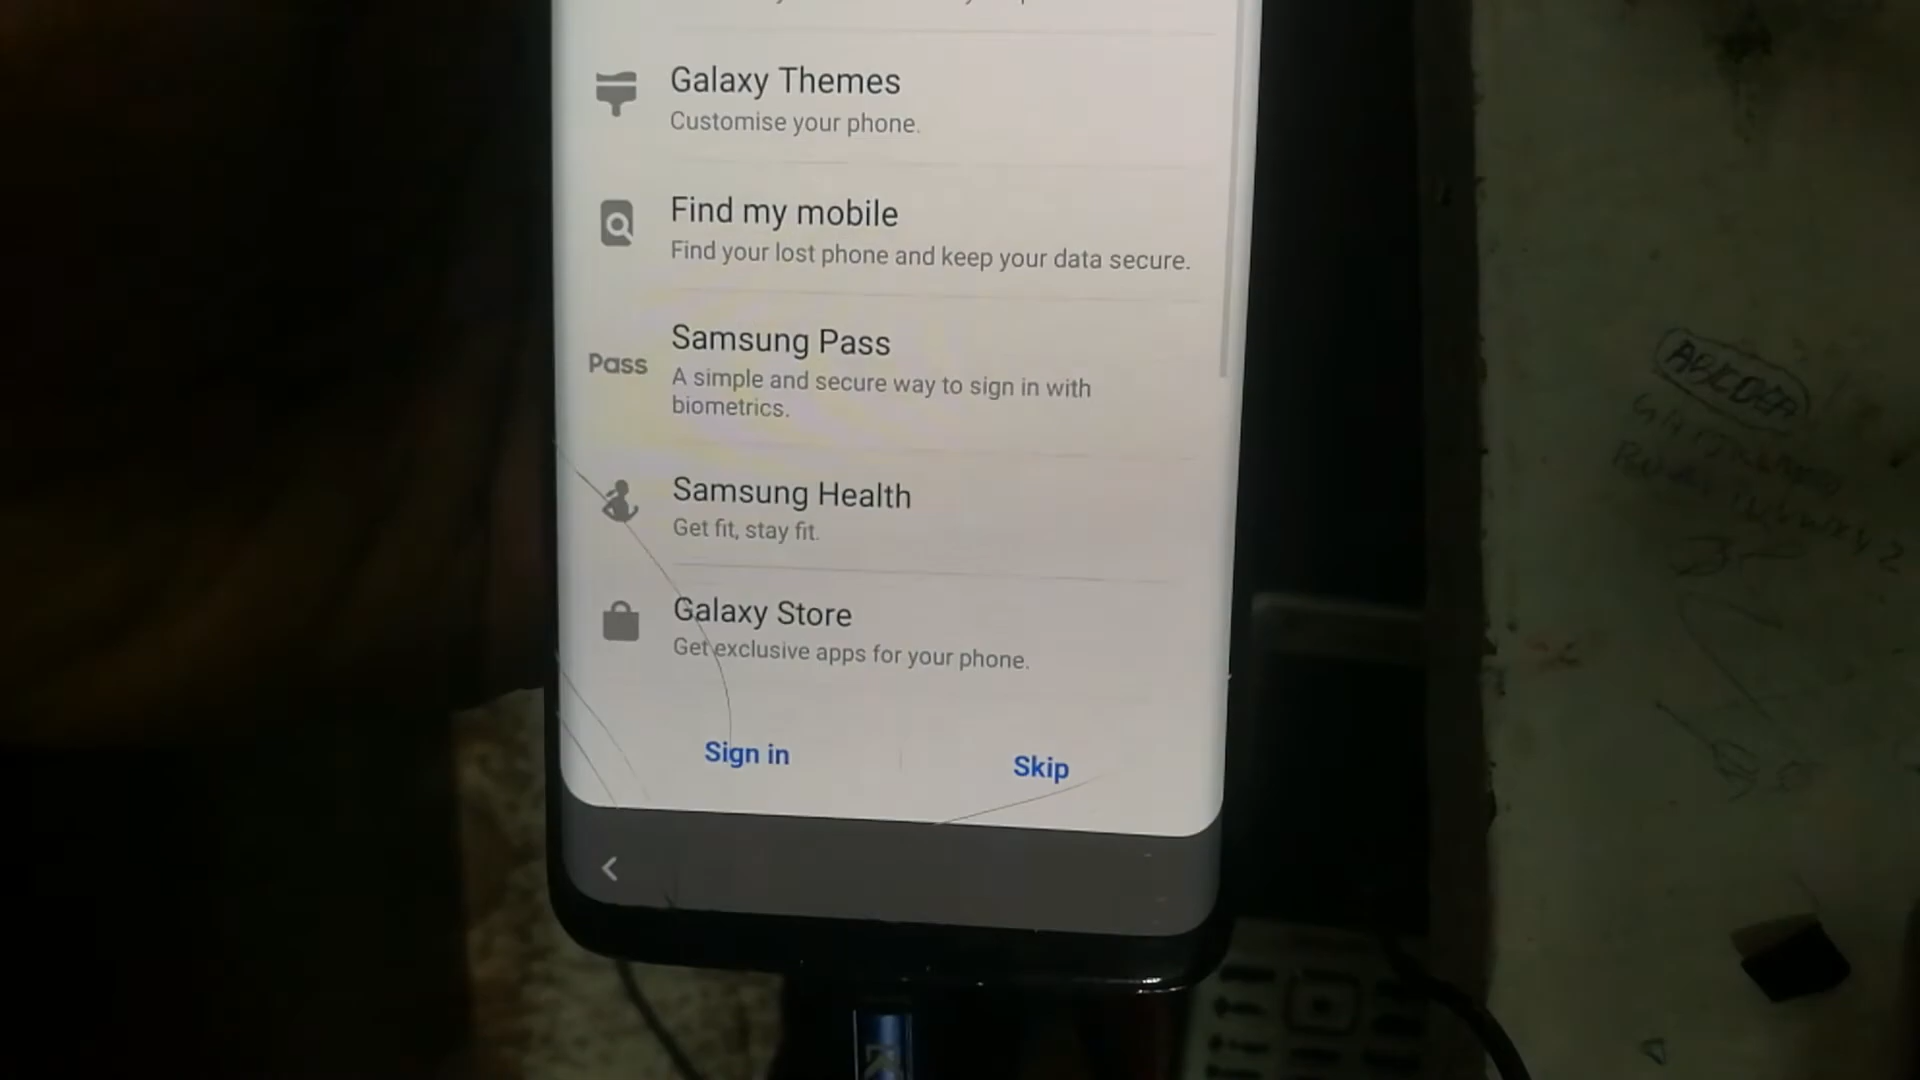 Galaxy Themes
Customise your phone.
Find my mobile
Find your lost phone and keep your data secure.
Pass
Samsung Pass
A simple and secure way to sign in with
biometrics.
Samsung Health
Get fit, stay fit.
Galaxy Store
Get exclusive apps for your phone.
Sign in
Skip